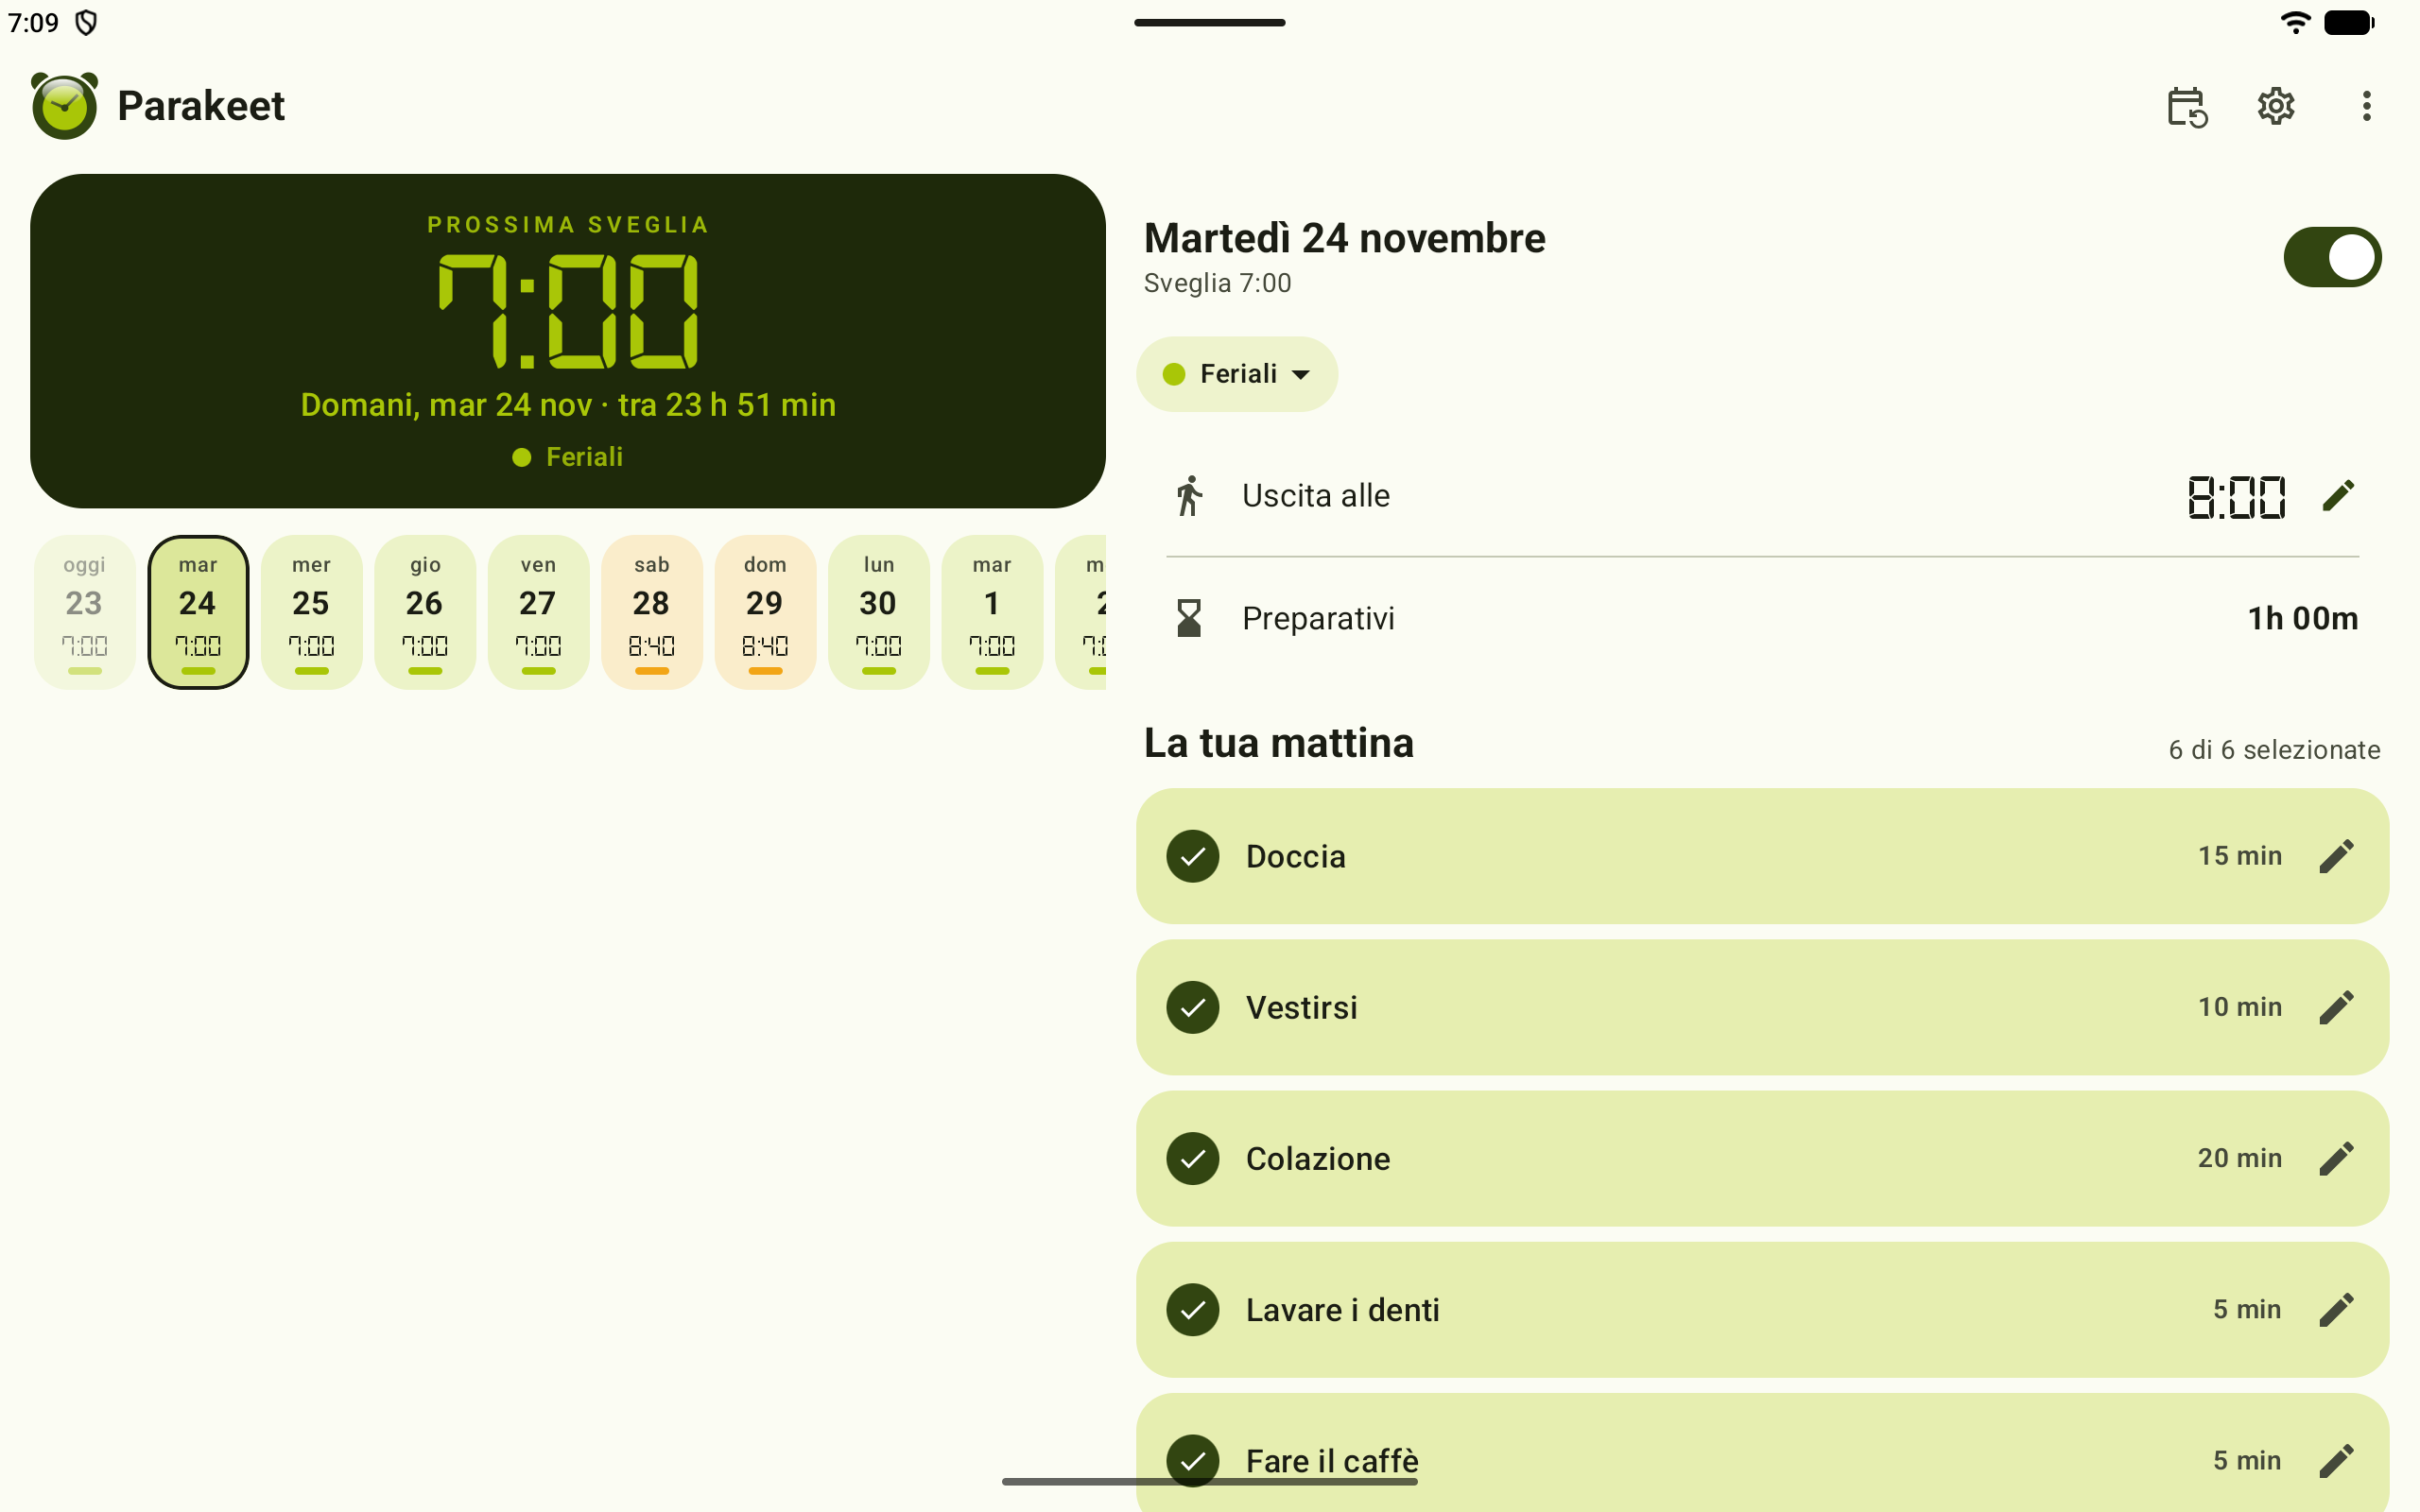 7:09
Parakeet
PROSSIMA SVEGLIA
7:00
Domani, mar 24 nov · tra 23 h 51 min
Feriali
oggi 23 7:00
mar 24 7:00
mer 25 7:00
gio 26 7:00
ven 27 7:00
sab 28 8:40
dom 29 8:40
lun 30 7:00
mar 1 7:00
Martedì 24 novembre
Sveglia 7:00
Feriali
Uscita alle 8:00
Preparativi 1h 00m
La tua mattina 6 di 6 selezionate
Doccia 15 min
Vestirsi 10 min
Colazione 20 min
Lavare i denti 5 min
Fare il caffè 5 min